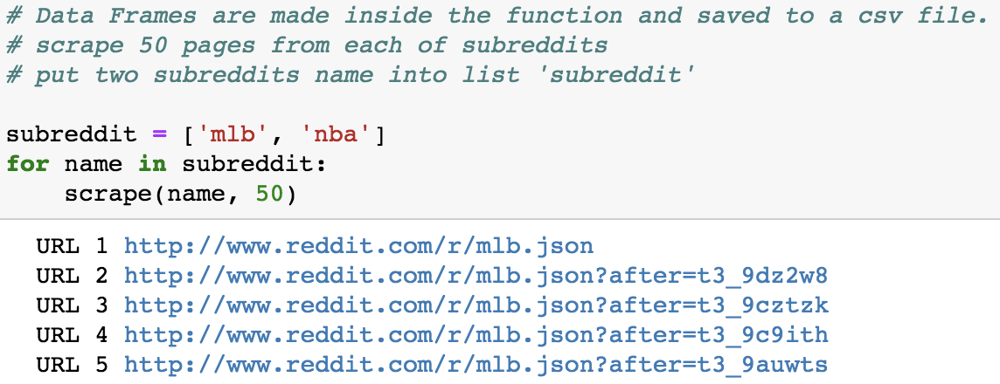 # Data Frames are made inside the function and saved to a csv file.
# scrape 50 pages from each of subreddits
# put two subreddits name into list 'subreddit'
subreddit = ['mlb', 'nba']
for name in subreddit:
    scrape(name, 50)
URL 1 http://www.reddit.com/r/mlb.json
URL 2 http://www.reddit.com/r/mlb.json?after=t3_9dz2w8
URL 3 http://www.reddit.com/r/mlb.json?after=t3_9cztzk
URL 4 http://www.reddit.com/r/mlb.json?after=t3_9c9ith
URL 5 http://www.reddit.com/r/mlb.json?after=t3_9auwts